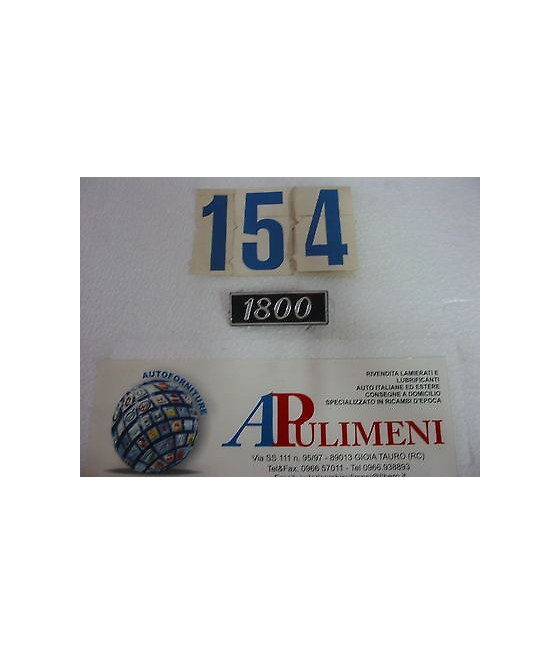 154
1800
AUTOFORNITURE
RIVENDITA LAMIERATI E
LUBRIFICANTI
AUTO ITALIANE ED ESTERE
CONSEGNE A DOMICILIO
SPECIALIZZATO IN RICAMBI D'EPOCA
APULIMENI
Via SS 111 n. 95/97 - 89013 GIOIA TAURO (RC)
Tel&Fax. 0966 57011 - Tel 0966.938893